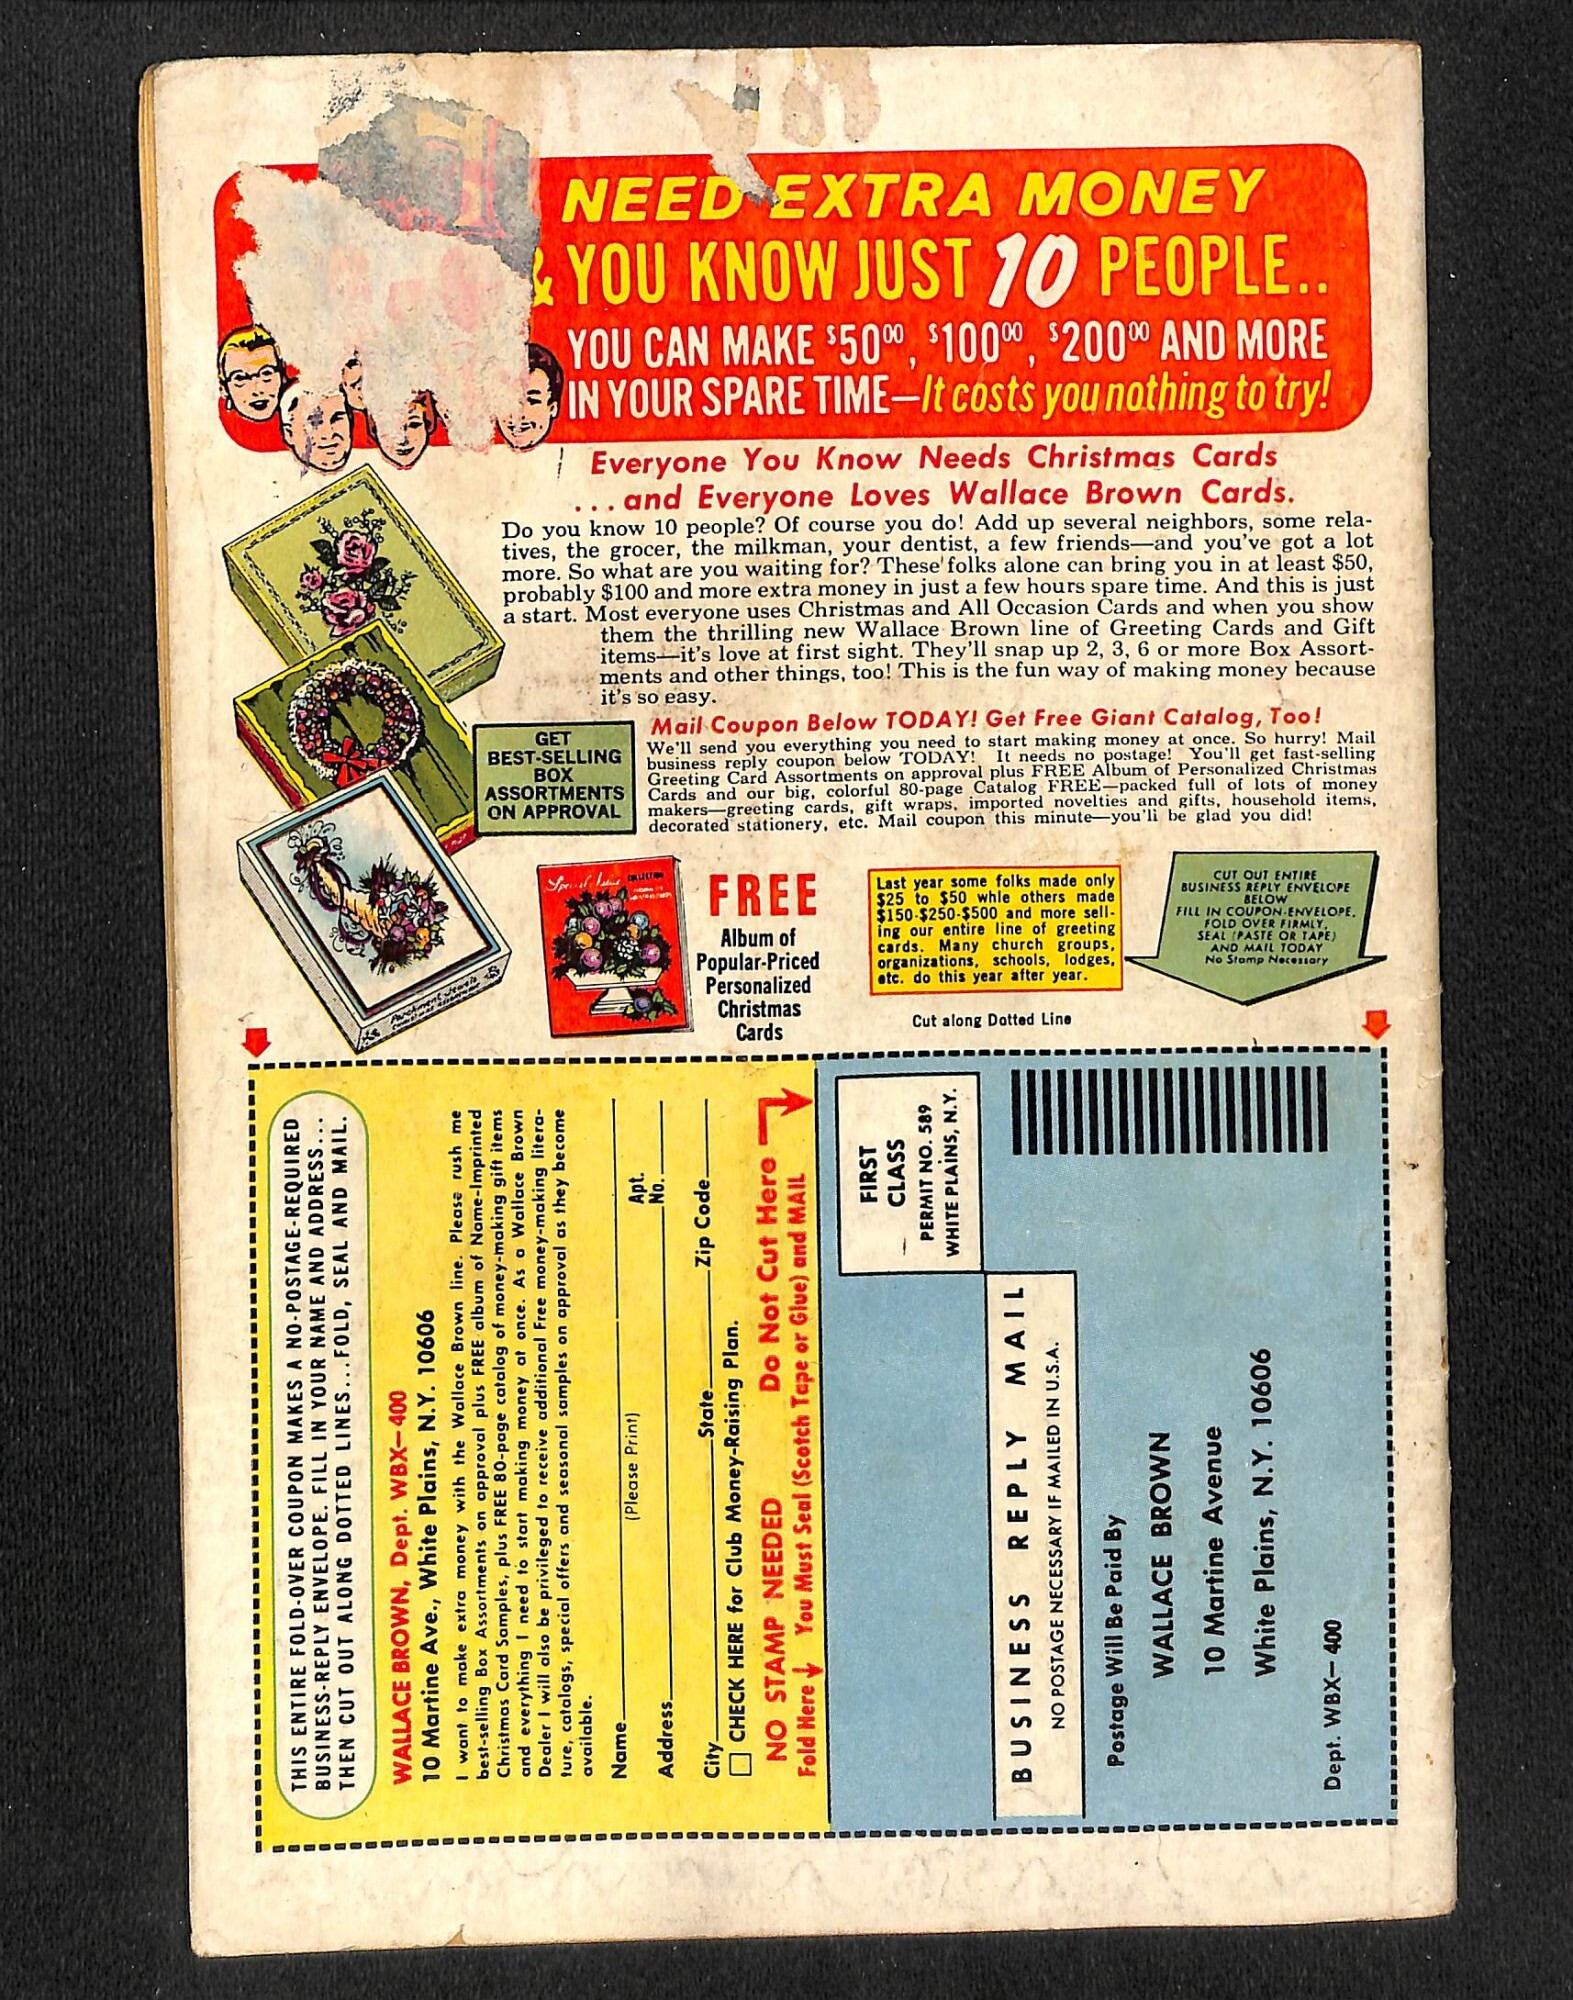 NEED EXTRA MONEY
& YOU KNOW JUST 10 PEOPLE..
YOU CAN MAKE $50⁰⁰, $100⁰⁰, $200⁰⁰ AND MORE
IN YOUR SPARE TIME—It costs you nothing to try!
Everyone You Know Needs Christmas Cards
...and Everyone Loves Wallace Brown Cards.
Do you know 10 people? Of course you do! Add up several neighbors, some rela-
tives, the grocer, the milkman, your dentist, a few friends—and you've got a lot
more. So what are you waiting for? These folks alone can bring you in at least $50,
probably $100 and more extra money in just a few hours spare time. And this is just
a start. Most everyone uses Christmas and All Occasion Cards and when you show
them the thrilling new Wallace Brown line of Greeting Cards and Gift
items—it's love at first sight. They'll snap up 2, 3, 6 or more Box Assort-
ments and other things, too! This is the fun way of making money because
it's so easy.
GET
BEST-SELLING
BOX
ASSORTMENTS
ON APPROVAL
Mail Coupon Below TODAY! Get Free Giant Catalog, Too!
We'll send you everything you need to start making money at once. So hurry! Mail
business reply coupon below TODAY! It needs no postage! You'll get fast-selling
Greeting Card Assortments on approval plus FREE Album of Personalized Christmas
Cards and our big, colorful 80-page Catalog FREE—packed full of lots of money
makers—greeting cards, gift wraps, imported novelties and gifts, household items,
decorated stationery, etc. Mail coupon this minute—you'll be glad you did!
Parchment Jewels
COLLECTION
FREE
Album of
Popular-Priced
Personalized
Christmas
Cards
Last year some folks made only
$25 to $50 whle others made
$150-$250-$500 and more sell-
ing our entire line of greeting
cards. Many church groups,
organizations, schools, lodges,
etc. do this year after year.
Cut along Dotted Line
CUT OUT ENTIRE
BUSINESS REPLY ENVELOPE
BELOW
FILL IN COUPON-ENVELOPE,
FOLD OVER FIRMLY,
SEAL (PASTE OR TAPE)
AND MAIL TODAY
No Stamp Necessary
THIS ENTIRE FOLD-OVER COUPON MAKES A NO-POSTAGE-REQUIRED
BUSINESS-REPLY ENVELOPE. FILL IN YOUR NAME AND ADDRESS...
THEN CUT OUT ALONG DOTTED LINES...FOLD, SEAL AND MAIL.
WALLACE BROWN, Dept. WBX—400
10 Martine Ave., White Plains, N.Y. 10606
I want to make extra money with the Wallace Brown line. Please rush me
best-selling Box Assortments on approval plus FREE album of Name-Imprinted
Christmas Card Samples, plus FREE 80-page catalog of money-making gift items
and everything I need to start making money at once. As a Wallace Brown
Dealer I will also be privileged to receive additional Free money-making litera-
ture, catalogs, special offers and seasonal samples on approval as they become
available.
Name
(Please Print)
Address
Apt.
No.
City
State
Zip Code
CHECK HERE for Club Money-Raising Plan.
NO STAMP NEEDED
Do Not Cut Here
Fold Here
You Must Seal (Scotch Tape or Glue) and MAIL
FIRST
CLASS
PERMIT NO. 589
WHITE PLAINS, N.Y.
BUSINESS REPLY MAIL
NO POSTAGE NECESSARY IF MAILED IN U.S.A.
Postage Will Be Paid By
WALLACE BROWN
10 Martine Avenue
White Plains, N.Y. 10606
Dept. WBX—400